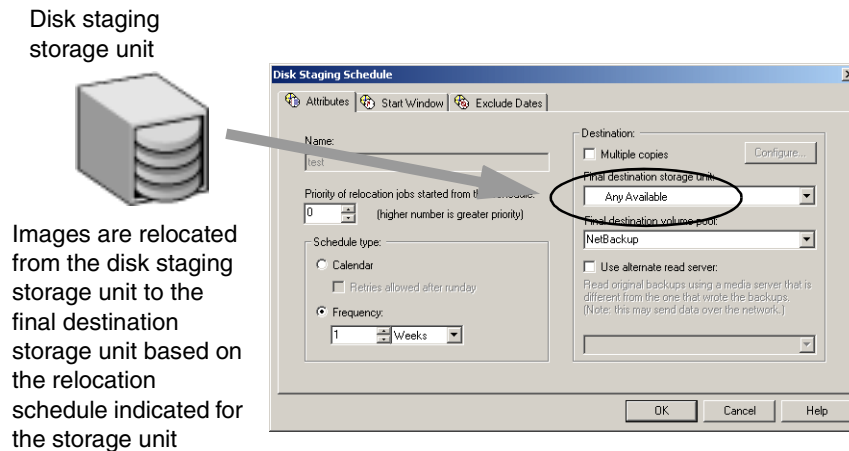 Disk staging
storage unit
Images are relocated
from the disk staging
storage unit to the
final destination
storage unit based on
the relocation
schedule indicated for
the storage unit
Disk Staging Schedule
Attributes
Start Window
Exclude Dates
Name:
test
Priority of relocation jobs started from this schedule:
0
(higher number is greater priority)
Schedule type:
Calendar
Retries allowed after runday
Frequency:
1
Weeks
Destination:
Multiple copies
Configure...
Final destination storage unit:
Any Available
Final destination volume pool:
NetBackup
Use alternate read server:
Read original backups using a media server that is
different from the one that wrote the backups.
(Note: this may send data over the network.)
OK
Cancel
Help